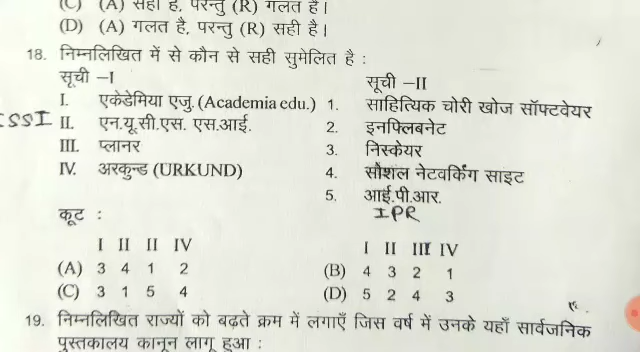 (C) (A) सही है, परन्तु (R) गलत है।
(D) (A) गलत है, परन्तु (R) सही है।
18. निम्नलिखित में से कौन से सही सुमेलित है :
सूची –I सूची –II
I. एकेडेमिया एजु. (Academia edu.) 1. साहित्यिक चोरी खोज सॉफ्टवेयर
ISSI II. एन.यू.सी.एस. एस.आई. 2. इनफ्लिबनेट
III. प्लानर 3. निस्केयर
IV. अरकुन्ड (URKUND) 4. सौशल नेटवर्किंग साइट
5. आई.पी.आर.
कूट : IPR
I II II IV I II III IV
(A) 3 4 1 2 (B) 4 3 2 1
(C) 3 1 5 4 (D) 5 2 4 3
19. निम्नलिखित राज्यों को बढ़ते क्रम में लगाएँ जिस वर्ष में उनके यहाँ सार्वजनिक
पुस्तकालय कानून लागू हुआ :